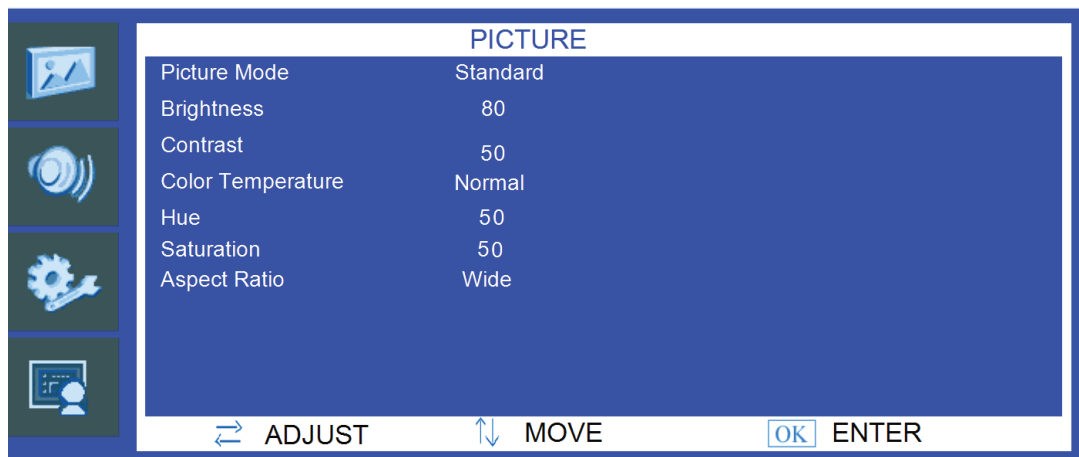 PICTURE
Picture Mode Standard
Brightness 80
Contrast 50
Color Temperature Normal
Hue 50
Saturation 50
Aspect Ratio Wide
ADJUST MOVE OK ENTER